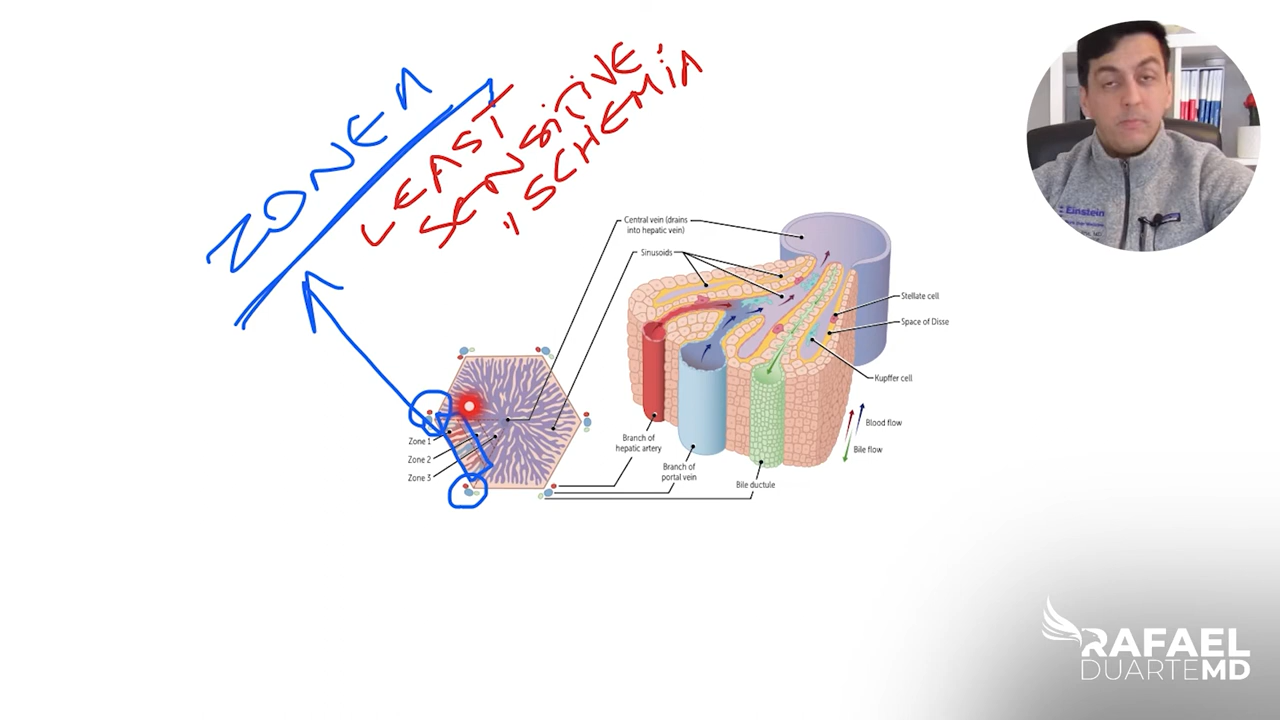 ZONE 1
LEAST
SENSITIVE
ISCHEMIA
Einstein
Central vein (drains
into hepatic vein)
Sinusoids
Stellate cell
Space of Disse
Kupffer cell
Blood flow
Bile flow
Branch of
hepatic artery
Branch of
portal vein
Bile ductule
Zone 1
Zone 2
Zone 3
RAFAEL
DUARTEMD